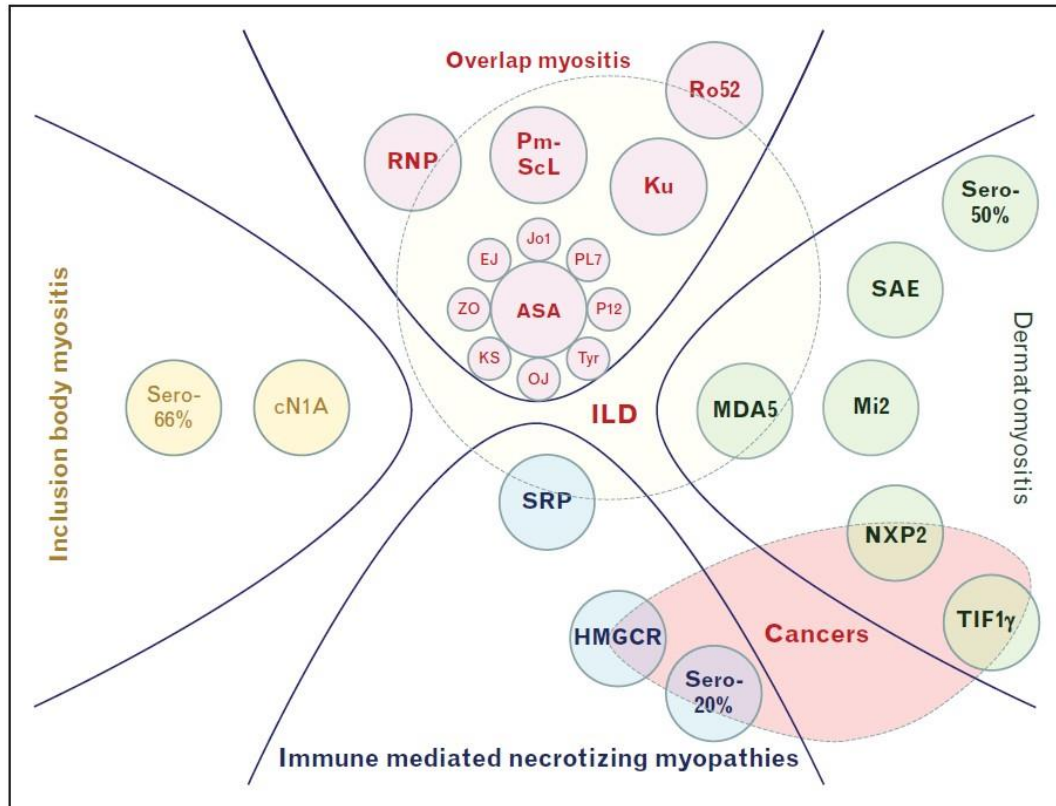 Overlap myositis
Ro52
RNP
Pm-
ScL
Ku
Sero-
50%
Jo1
EJ
PL7
SAE
ZO
ASA
P12
KS
Tyr
OJ
Inclusion body myositis
Sero-
66%
cN1A
ILD
MDA5
Mi2
Dermatomyositis
SRP
NXP2
HMGCR
Cancers
TIF1γ
Sero-
20%
Immune mediated necrotizing myopathies